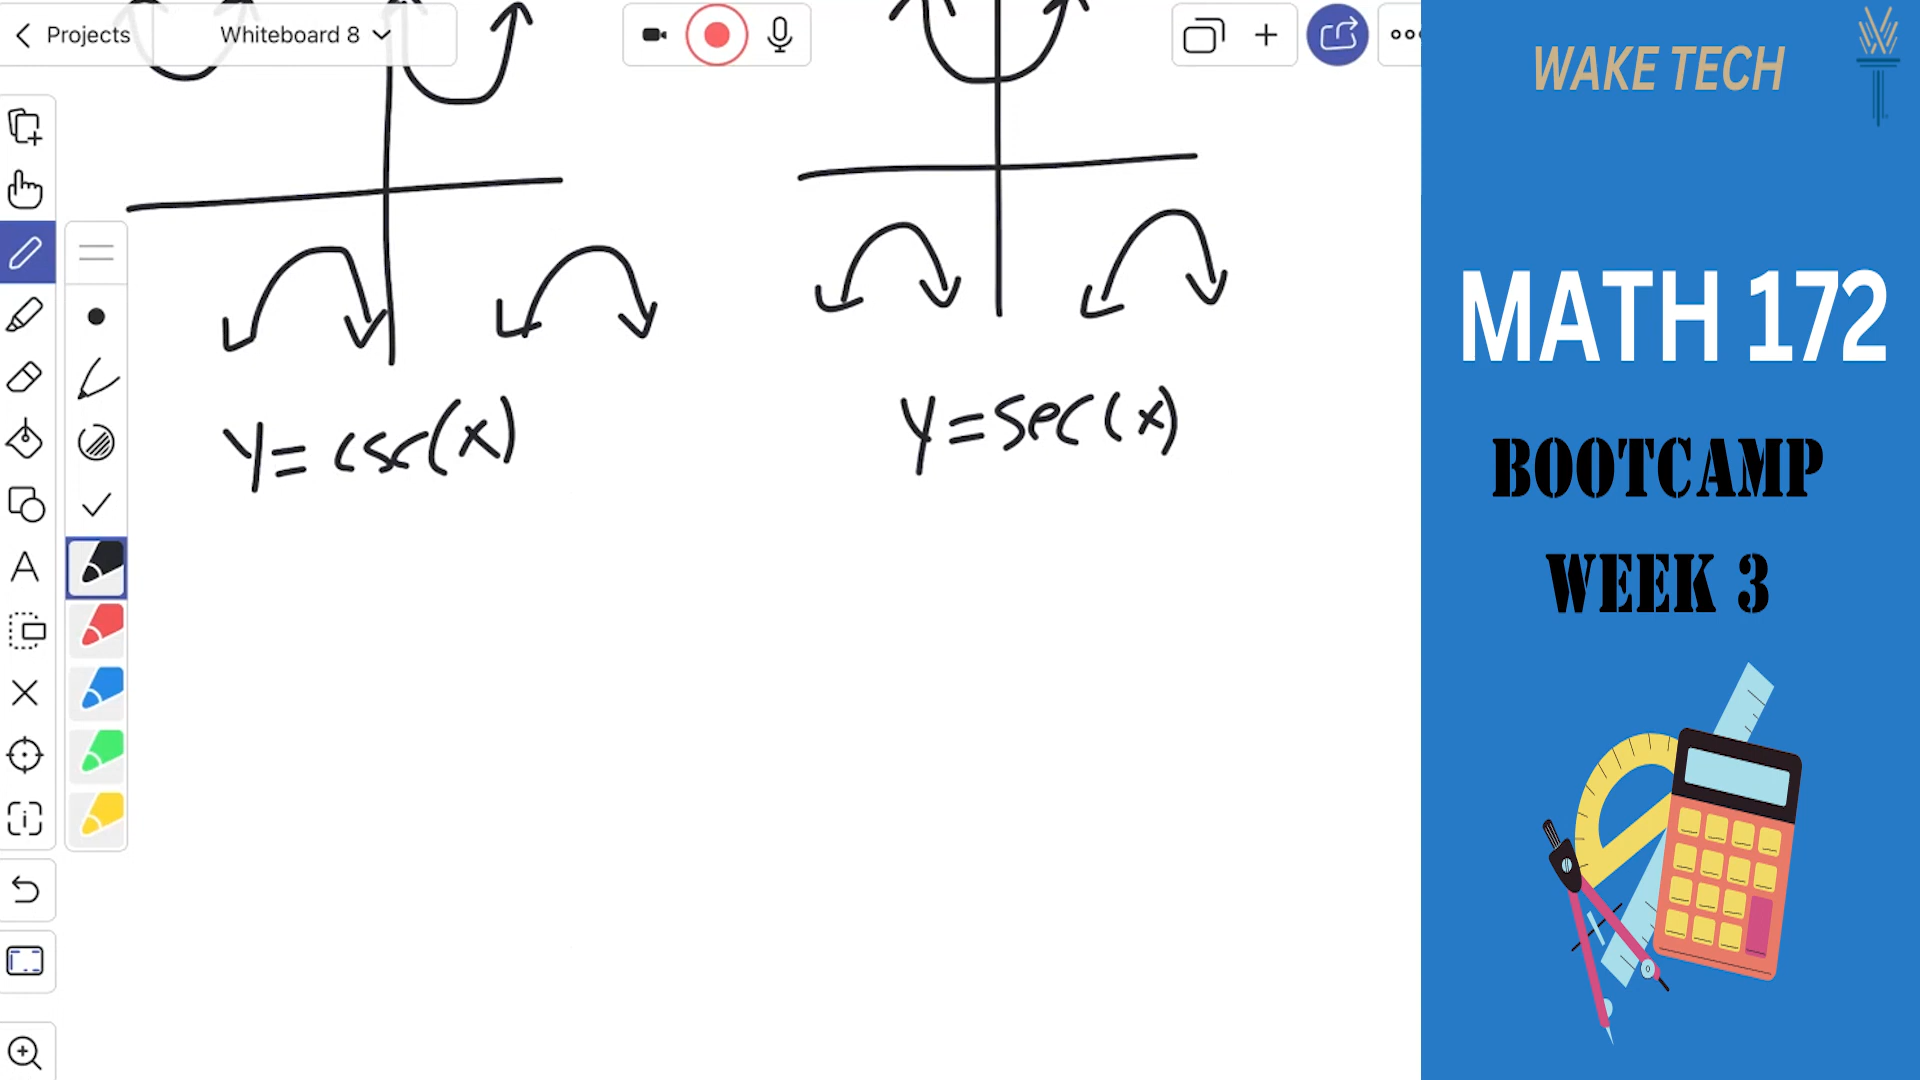 Projects
Whiteboard 8
WAKE TECH
MATH 172
BOOTCAMP
WEEK 3
y = csc(x)
y = sec(x)
A